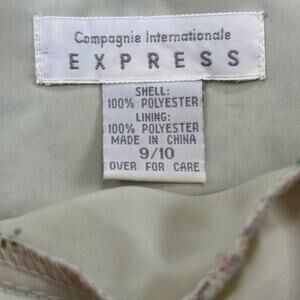 Compagnie Internationale
EXPRESS
SHELL:
100% POLYESTER
LINING:
100% POLYESTER
MADE IN CHINA
9/10
OVER FOR CARE